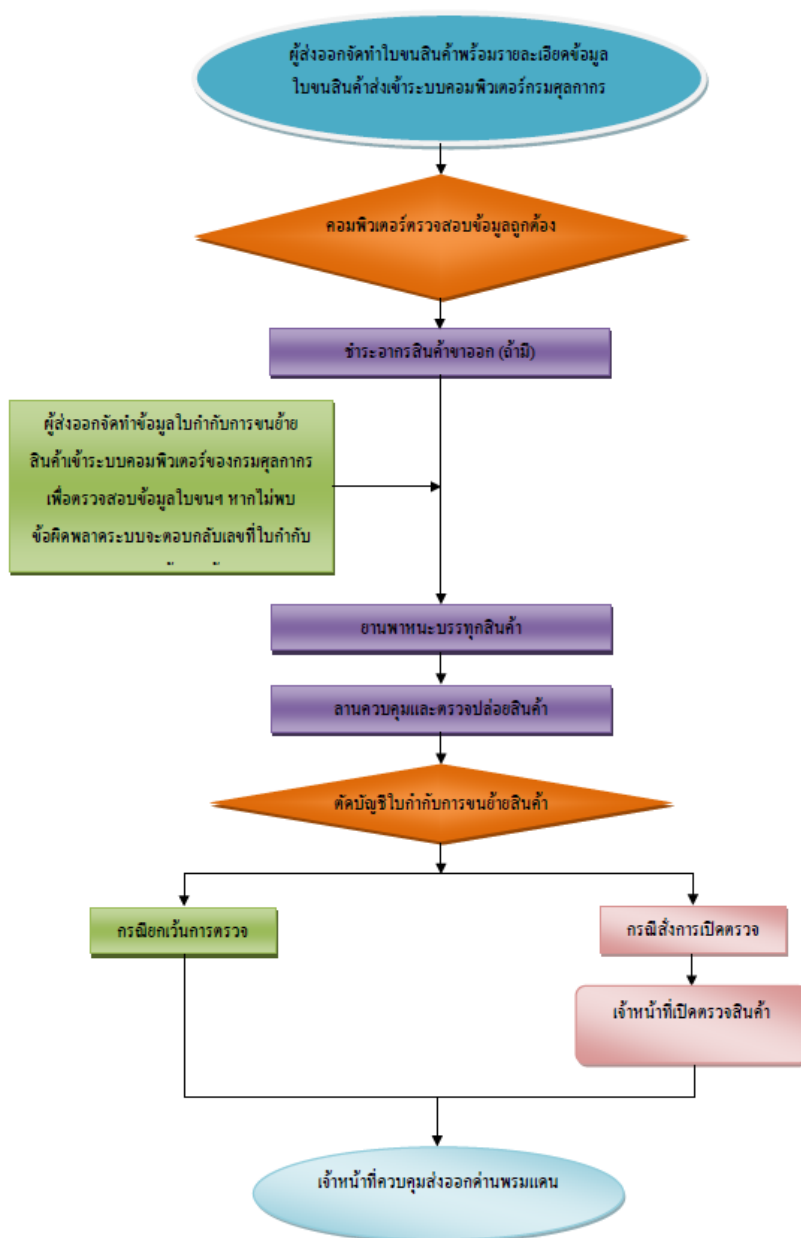 ผู้ส่งออกจัดทำใบขนสินค้าพร้อมรายละเอียดข้อมูล
ใบขนสินค้าส่งเข้าระบบคอมพิวเตอร์กรมศุลกากร
คอมพิวเตอร์ตรวจสอบข้อมูลถูกต้อง
ชำระอากรสินค้าขาออก (ถ้ามี)
ผู้ส่งออกจัดทำข้อมูลใบกำกับการขนย้าย
สินค้าเข้าระบบคอมพิวเตอร์ของกรมศุลกากร
เพื่อตรวจสอบข้อมูลใบขนฯ หากไม่พบ
ข้อผิดพลาดระบบจะตอบกลับเลขที่ใบกำกับ
ยานพาหนะบรรทุกสินค้า
ลานควบคุมและตรวจปล่อยสินค้า
ตัดบัญชีใบกำกับการขนย้ายสินค้า
กรณียกเว้นการตรวจ
กรณีสั่งการเปิดตรวจ
เจ้าหน้าที่เปิดตรวจสินค้า
เจ้าหน้าที่ควบคุมส่งออกด่านพรมแดน